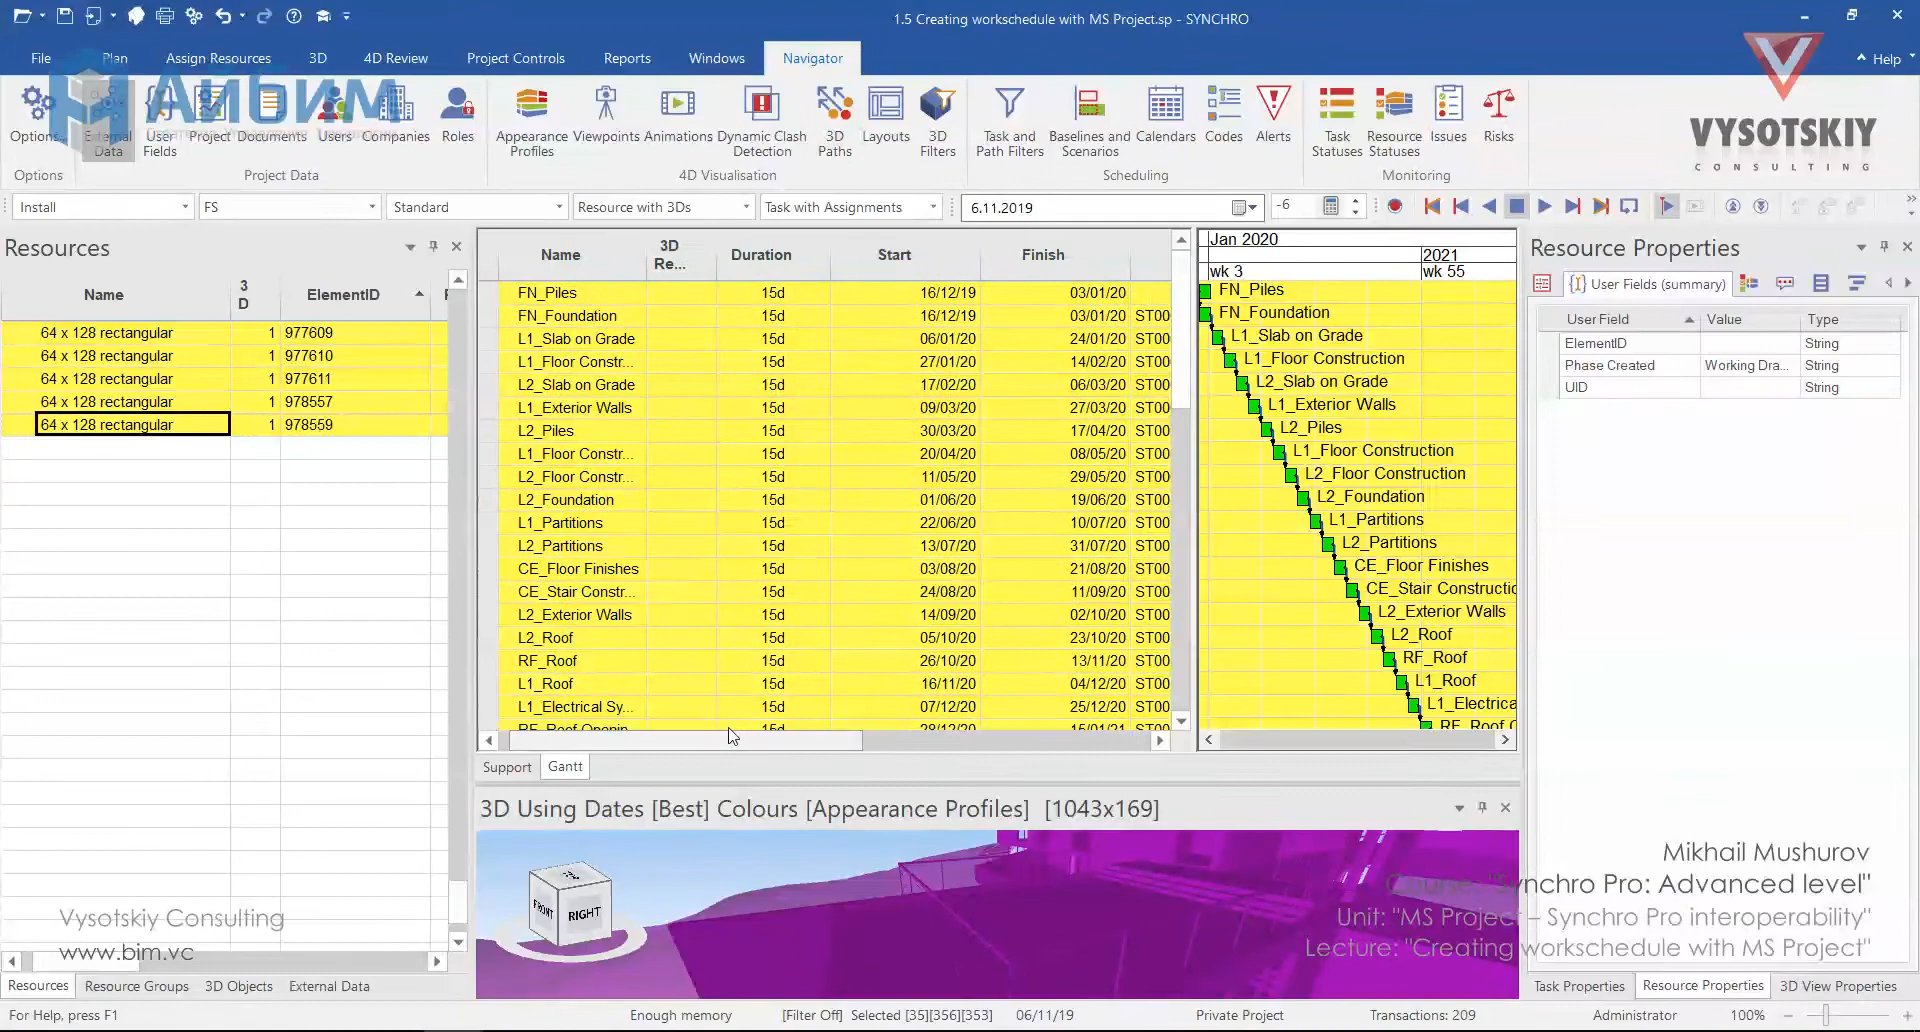 1.5 Creating workschedule with MS Project.sp - SYNCHRO
File Plan Assign Resources 3D 4D Review Project Controls Reports Windows Navigator Help
Айбим
VYSOTSKIY
CONSULTING
Options External Data User Fields Project Documents Users Companies Roles Appearance Profiles Viewpoints Animations Dynamic Clash Detection 3D Paths Layouts 3D Filters Task and Path Filters Baselines and Scenarios Calendars Codes Alerts Task Statuses Resource Statuses Issues Risks
Options Project Data 4D Visualisation Scheduling Monitoring
Install FS Standard Resource with 3Ds Task with Assignments 6.11.2019 -6
Resources
Name 3 D ElementID
64 x 128 rectangular 1 977609
64 x 128 rectangular 1 977610
64 x 128 rectangular 1 977611
64 x 128 rectangular 1 978557
64 x 128 rectangular 1 978559
Name 3D Re... Duration Start Finish
FN_Piles 15d 16/12/19 03/01/20
FN_Foundation 15d 16/12/19 03/01/20 ST00
L1_Slab on Grade 15d 06/01/20 24/01/20 ST00
L1_Floor Constr... 15d 27/01/20 14/02/20 ST00
L2_Slab on Grade 15d 17/02/20 06/03/20 ST00
L1_Exterior Walls 15d 09/03/20 27/03/20 ST00
L2_Piles 15d 30/03/20 17/04/20 ST00
L1_Floor Constr... 15d 20/04/20 08/05/20 ST00
L2_Floor Constr... 15d 11/05/20 29/05/20 ST00
L2_Foundation 15d 01/06/20 19/06/20 ST00
L1_Partitions 15d 22/06/20 10/07/20 ST00
L2_Partitions 15d 13/07/20 31/07/20 ST00
CE_Floor Finishes 15d 03/08/20 21/08/20 ST00
CE_Stair Constr... 15d 24/08/20 11/09/20 ST00
L2_Exterior Walls 15d 14/09/20 02/10/20 ST00
L2_Roof 15d 05/10/20 23/10/20 ST00
RF_Roof 15d 26/10/20 13/11/20 ST00
L1_Roof 15d 16/11/20 04/12/20 ST00
L1_Electrical Sy... 15d 07/12/20 25/12/20 ST00
RF_Roof Openin 15d 28/12/20 15/01/21 ST00
Jan 2020
2021
wk 3 wk 55
FN_Piles
FN_Foundation
L1_Slab on Grade
L1_Floor Construction
L2_Slab on Grade
L1_Exterior Walls
L2_Piles
L1_Floor Construction
L2_Floor Construction
L2_Foundation
L1_Partitions
L2_Partitions
CE_Floor Finishes
CE_Stair Constructic
L2_Exterior Walls
L2_Roof
RF_Roof
L1_Roof
L1_Electrica
RF_Roof O
Support Gantt
Resource Properties
User Fields (summary)
User Field Value Type
ElementID String
Phase Created Working Dra... String
UID String
3D Using Dates [Best] Colours [Appearance Profiles] [1043x169]
FRONT RIGHT
Mikhail Mushurov
Course: "Synchro Pro: Advanced level"
Unit: "MS Project – Synchro Pro interoperability"
Lecture: "Creating workschedule with MS Project"
Vysotskiy Consulting
www.bim.vc
Resources Resource Groups 3D Objects External Data
Task Properties Resource Properties 3D View Properties
For Help, press F1 Enough memory [Filter Off] Selected [35][356][353] 06/11/19 Private Project Transactions: 209 Administrator 100%